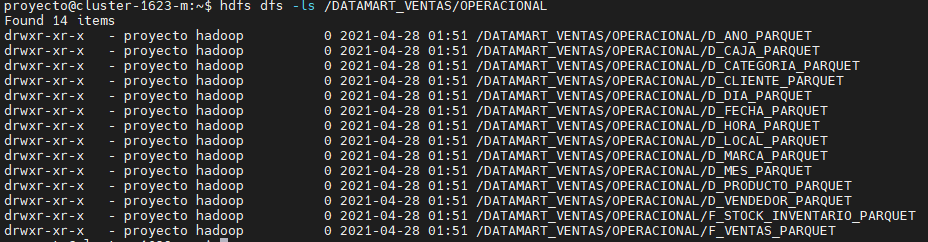 proyecto@cluster-1623-m:~$ hdfs dfs -ls /DATAMART_VENTAS/OPERACIONAL
Found 14 items
drwxr-xr-x   - proyecto hadoop          0 2021-04-28 01:51 /DATAMART_VENTAS/OPERACIONAL/D_ANO_PARQUET
drwxr-xr-x   - proyecto hadoop          0 2021-04-28 01:51 /DATAMART_VENTAS/OPERACIONAL/D_CAJA_PARQUET
drwxr-xr-x   - proyecto hadoop          0 2021-04-28 01:51 /DATAMART_VENTAS/OPERACIONAL/D_CATEGORIA_PARQUET
drwxr-xr-x   - proyecto hadoop          0 2021-04-28 01:51 /DATAMART_VENTAS/OPERACIONAL/D_CLIENTE_PARQUET
drwxr-xr-x   - proyecto hadoop          0 2021-04-28 01:51 /DATAMART_VENTAS/OPERACIONAL/D_DIA_PARQUET
drwxr-xr-x   - proyecto hadoop          0 2021-04-28 01:51 /DATAMART_VENTAS/OPERACIONAL/D_FECHA_PARQUET
drwxr-xr-x   - proyecto hadoop          0 2021-04-28 01:51 /DATAMART_VENTAS/OPERACIONAL/D_HORA_PARQUET
drwxr-xr-x   - proyecto hadoop          0 2021-04-28 01:51 /DATAMART_VENTAS/OPERACIONAL/D_LOCAL_PARQUET
drwxr-xr-x   - proyecto hadoop          0 2021-04-28 01:51 /DATAMART_VENTAS/OPERACIONAL/D_MARCA_PARQUET
drwxr-xr-x   - proyecto hadoop          0 2021-04-28 01:51 /DATAMART_VENTAS/OPERACIONAL/D_MES_PARQUET
drwxr-xr-x   - proyecto hadoop          0 2021-04-28 01:51 /DATAMART_VENTAS/OPERACIONAL/D_PRODUCTO_PARQUET
drwxr-xr-x   - proyecto hadoop          0 2021-04-28 01:51 /DATAMART_VENTAS/OPERACIONAL/D_VENDEDOR_PARQUET
drwxr-xr-x   - proyecto hadoop          0 2021-04-28 01:51 /DATAMART_VENTAS/OPERACIONAL/F_STOCK_INVENTARIO_PARQUET
drwxr-xr-x   - proyecto hadoop          0 2021-04-28 01:51 /DATAMART_VENTAS/OPERACIONAL/F_VENTAS_PARQUET